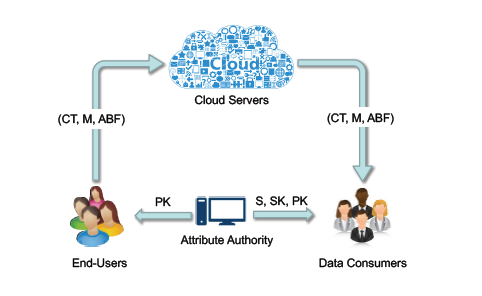 Cloud
Cloud Servers
(CT, M, ABF)
(CT, M, ABF)
PK
S, SK, PK
Attribute Authority
End-Users
Data Consumers